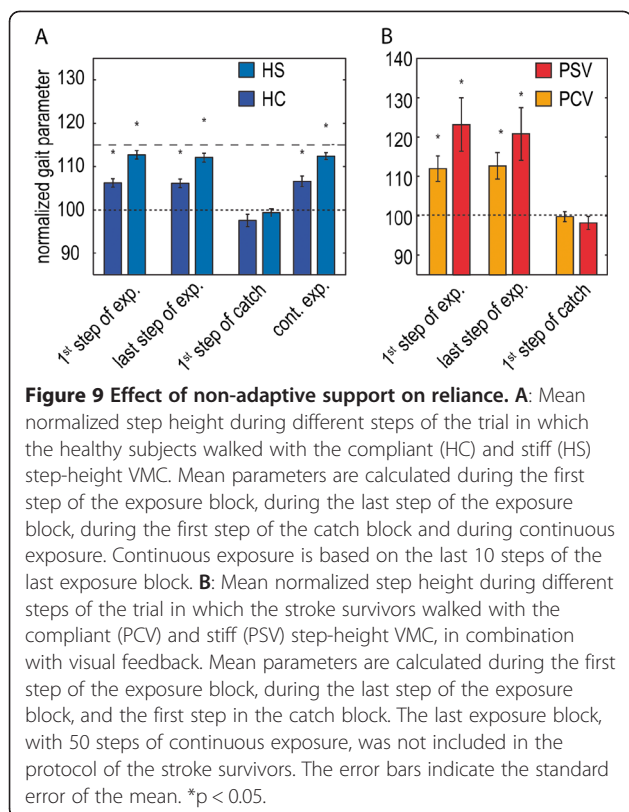 A
B
normalized gait parameter
130
120
110
100
90
HS
HC
*
*
*
*
*
*
1st step of exp.
last step of exp.
1st step of catch
cont. exp.
140
130
120
110
100
90
PSV
PCV
*
*
*
*
1st step of exp.
last step of exp.
1st step of catch
Figure 9 Effect of non-adaptive support on reliance. A: Mean
normalized step height during different steps of the trial in which
the healthy subjects walked with the compliant (HC) and stiff (HS)
step-height VMC. Mean parameters are calculated during the first
step of the exposure block, during the last step of the exposure
block, during the first step of the catch block and during continuous
exposure. Continuous exposure is based on the last 10 steps of the
last exposure block. B: Mean normalized step height during different
steps of the trial in which the stroke survivors walked with the
compliant (PCV) and stiff (PSV) step-height VMC, in combination
with visual feedback. Mean parameters are calculated during the first
step of the exposure block, during the last step of the exposure
block, and the first step in the catch block. The last exposure block,
with 50 steps of continuous exposure, was not included in the
protocol of the stroke survivors. The error bars indicate the standard
error of the mean. *p < 0.05.